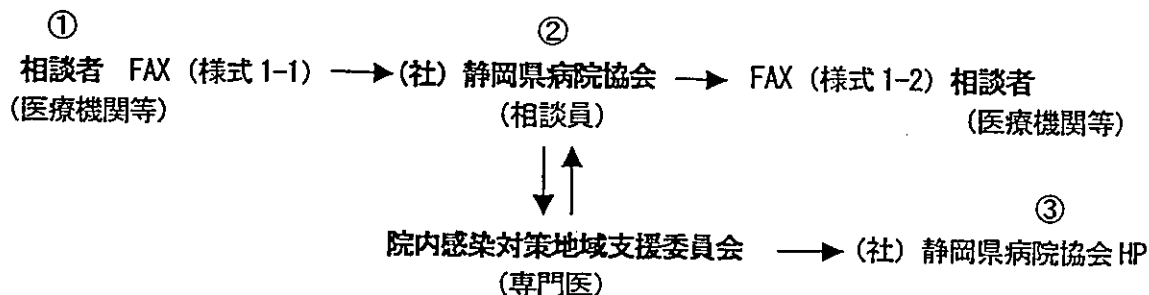 ① ②
相談者 FAX (様式 1-1) → (社) 静岡県病院協会 → FAX (様式 1-2) 相談者
(医療機関等) (相談員) (医療機関等)
↓↑
③
院内感染対策地域支援委員会 → (社) 静岡県病院協会 HP
(専門医)